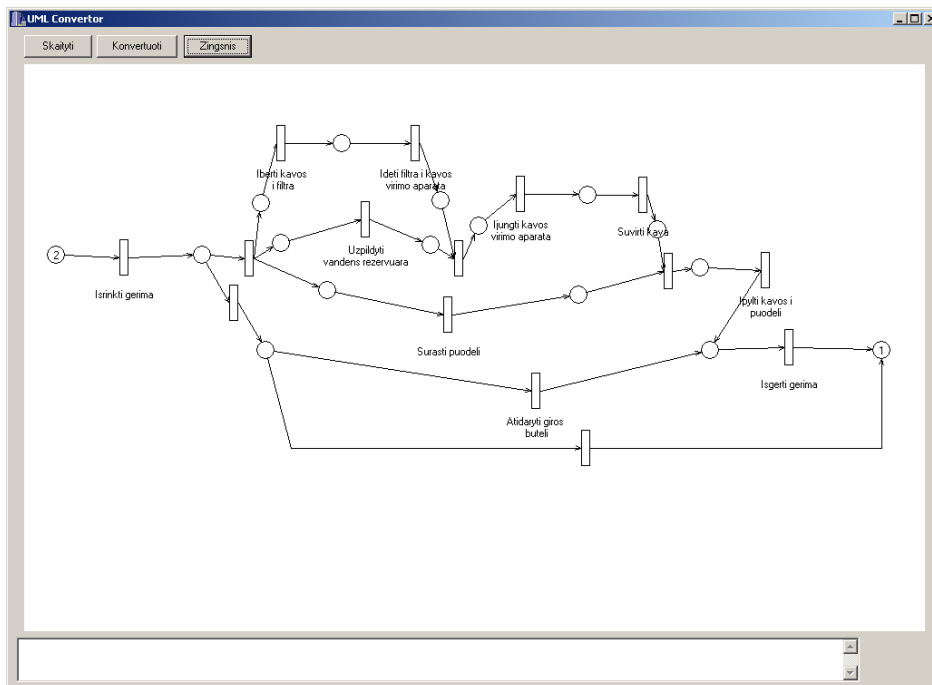 UML Convertor
Skaityti
Konvertuoti
Zingsnis
Iberti kavos
i filtra
Ideti filtra i kavos
virimo aparata
Ijungti kavos
virimo aparata
Suvirti kava
Uzpildyti
vandens rezervuara
2
Isrinkti gerima
Ipylti kavos i
puodeli
Surasti puodeli
1
Isgerti gerima
Atidaryti giros
buteli